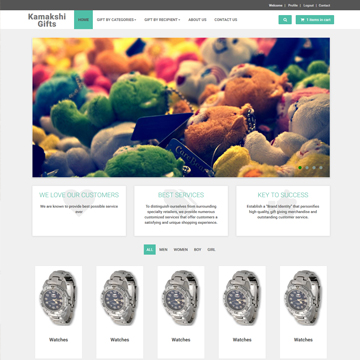 Welcome | Profile | Logout | Contact
Kamakshi
Gifts
HOME GIFT BY CATEGORIES GIFT BY RECIPIENT ABOUT US CONTACT US
WE LOVE OUR CUSTOMERS
We are known to provide best possible service ever.
BEST SERVICES
To distinguish ourselves from surrounding
specialty retailers, we provide numerous
customized services that offer customers a
satisfying and unique shopping experience.
KEY TO SUCCESS
Establish a "Brand Identity" that personifies
high quality gift giving merchandise and
outstanding customer service.
ALL MEN WOMEN BOY GIRL
Watches Watches Watches Watches Watches